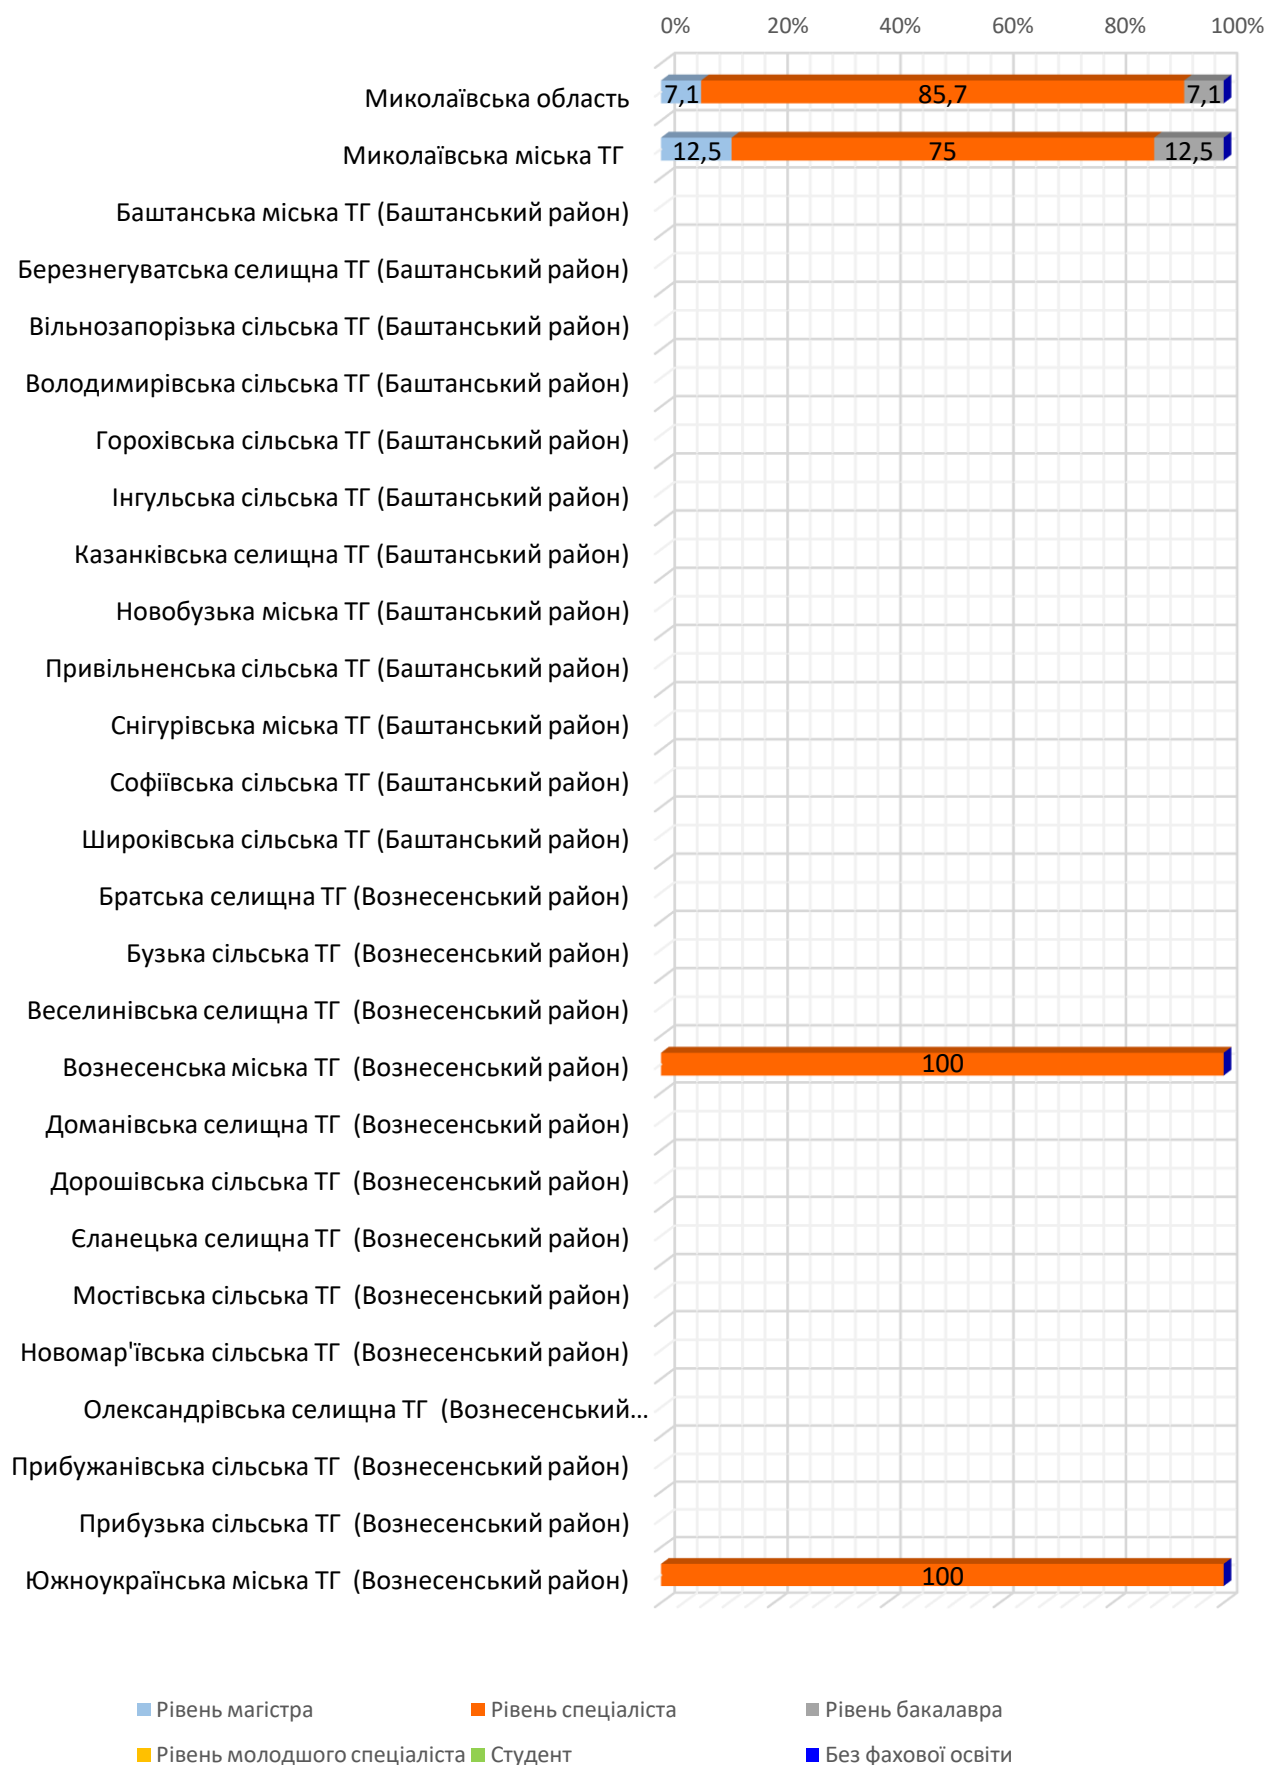 0% 20% 40% 60% 80% 100%
Миколаївська область 7,1 85,7 7,1
Миколаївська міська ТГ 12,5 75 12,5
Баштанська міська ТГ (Баштанський район)
Березнегуватська селищна ТГ (Баштанський район)
Вільнозапорізька сільська ТГ (Баштанський район)
Володимирівська сільська ТГ (Баштанський район)
Горохівська сільська ТГ (Баштанський район)
Інгульська сільська ТГ (Баштанський район)
Казанківська селищна ТГ (Баштанський район)
Новобузька міська ТГ (Баштанський район)
Привільненська сільська ТГ (Баштанський район)
Снігурівська міська ТГ (Баштанський район)
Софіївська сільська ТГ (Баштанський район)
Широківська сільська ТГ (Баштанський район)
Братська селищна ТГ (Вознесенський район)
Бузька сільська ТГ (Вознесенський район)
Веселинівська селищна ТГ (Вознесенський район)
Вознесенська міська ТГ (Вознесенський район) 100
Доманівська селищна ТГ (Вознесенський район)
Дорошівська сільська ТГ (Вознесенський район)
Єланецька селищна ТГ (Вознесенський район)
Мостівська сільська ТГ (Вознесенський район)
Новомар'ївська сільська ТГ (Вознесенський район)
Олександрівська селищна ТГ (Вознесенський...
Прибужанівська сільська ТГ (Вознесенський район)
Прибузька сільська ТГ (Вознесенський район)
Южноукраїнська міська ТГ (Вознесенський район) 100
Рівень магістра Рівень спеціаліста Рівень бакалавра
Рівень молодшого спеціаліста Студент Без фахової освіти